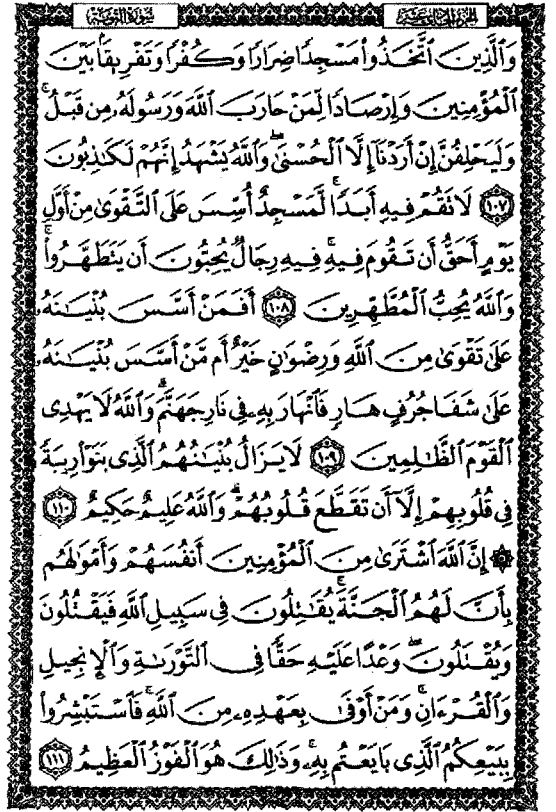 الجزء الحادي عشر
سورة التوبة
وَالَّذِينَ اتَّخَذُوا مَسْجِدًا ضِرَارًا وَكُفْرًا وَتَفْرِيقًا بَيْنَ
الْمُؤْمِنِينَ وَإِرْصَادًا لِّمَنْ حَارَبَ اللَّهَ وَرَسُولَهُ مِن قَبْلُ ۚ
وَلَيَحْلِفُنَّ إِنْ أَرَدْنَا إِلَّا الْحُسْنَىٰ ۖ وَاللَّهُ يَشْهَدُ إِنَّهُمْ لَكَاذِبُونَ
﴿١٠٧﴾ لَا تَقُمْ فِيهِ أَبَدًا ۚ لَّمَسْجِدٌ أُسِّسَ عَلَى التَّقْوَىٰ مِنْ أَوَّلِ
يَوْمٍ أَحَقُّ أَن تَقُومَ فِيهِ ۚ فِيهِ رِجَالٌ يُحِبُّونَ أَن يَتَطَهَّرُوا ۚ
وَاللَّهُ يُحِبُّ الْمُطَّهِّرِينَ ﴿١٠٨﴾ أَفَمَنْ أَسَّسَ بُنْيَانَهُ
عَلَىٰ تَقْوَىٰ مِنَ اللَّهِ وَرِضْوَانٍ خَيْرٌ أَم مَّنْ أَسَّسَ بُنْيَانَهُ
عَلَىٰ شَفَا جُرُفٍ هَارٍ فَانْهَارَ بِهِ فِي نَارِ جَهَنَّمَ ۗ وَاللَّهُ لَا يَهْدِي
الْقَوْمَ الظَّالِمِينَ ﴿١٠٩﴾ لَا يَزَالُ بُنْيَانُهُمُ الَّذِي بَنَوْا رِيبَةً
فِي قُلُوبِهِمْ إِلَّا أَن تَقَطَّعَ قُلُوبُهُمْ ۗ وَاللَّهُ عَلِيمٌ حَكِيمٌ ﴿١١٠﴾
۞ إِنَّ اللَّهَ اشْتَرَىٰ مِنَ الْمُؤْمِنِينَ أَنفُسَهُمْ وَأَمْوَالَهُم
بِأَنَّ لَهُمُ الْجَنَّةَ ۚ يُقَاتِلُونَ فِي سَبِيلِ اللَّهِ فَيَقْتُلُونَ
وَيُقْتَلُونَ ۖ وَعْدًا عَلَيْهِ حَقًّا فِي التَّوْرَاةِ وَالْإِنجِيلِ
وَالْقُرْءَانِ ۚ وَمَنْ أَوْفَىٰ بِعَهْدِهِ مِنَ اللَّهِ ۚ فَاسْتَبْشِرُوا
بِبَيْعِكُمُ الَّذِي بَايَعْتُم بِهِ ۚ وَذَٰلِكَ هُوَ الْفَوْزُ الْعَظِيمُ ﴿١١١﴾